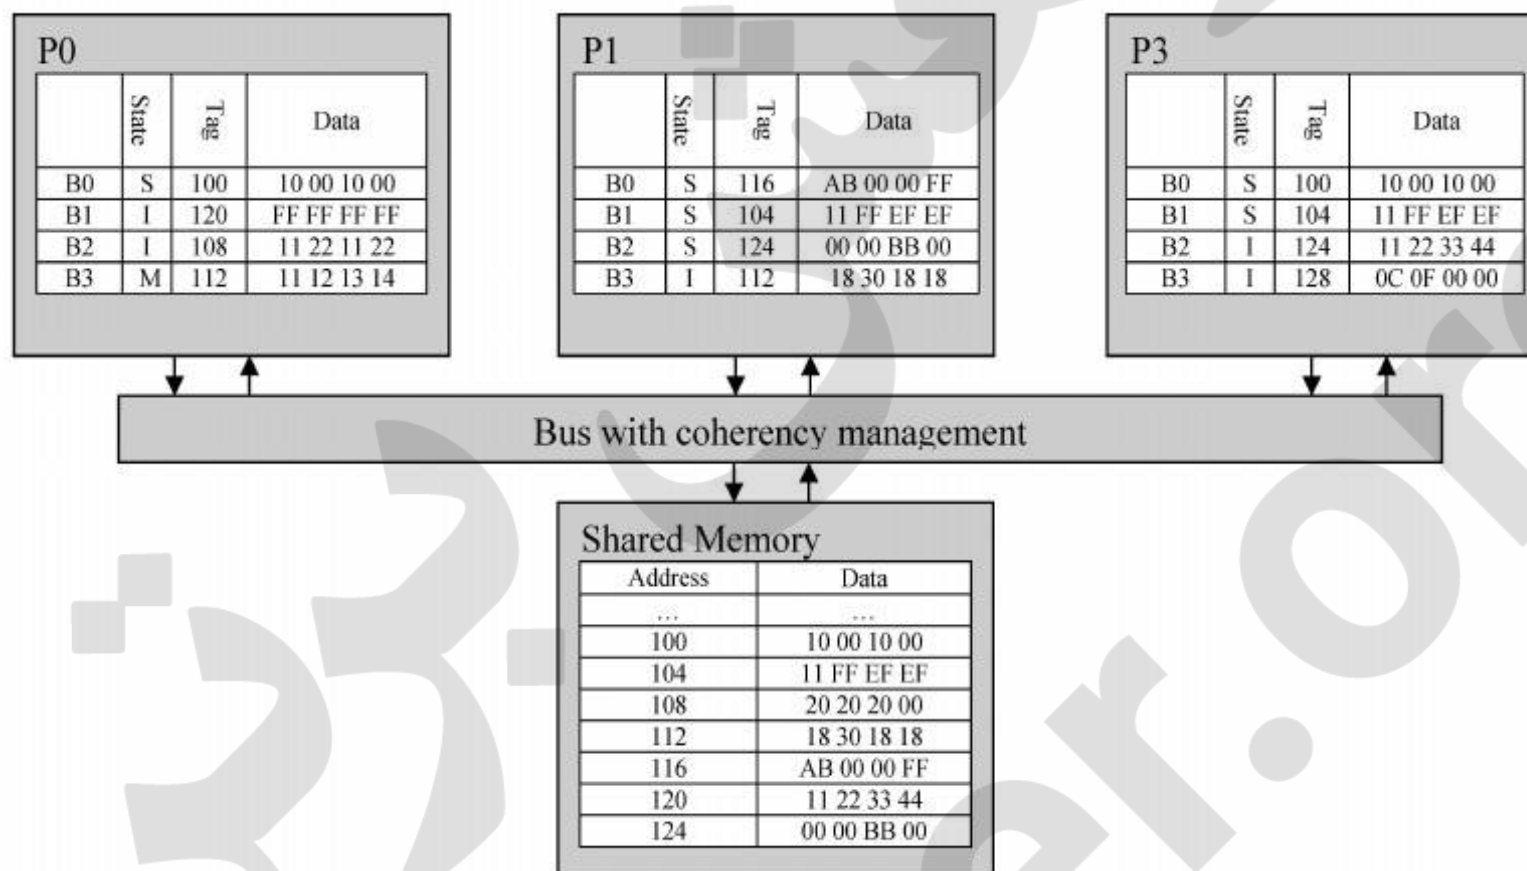 P0
State Tag Data
B0 S 100 10 00 10 00
B1 I 120 FF FF FF FF
B2 I 108 11 22 11 22
B3 M 112 11 12 13 14
P1
State Tag Data
B0 S 116 AB 00 00 FF
B1 S 104 11 FF EF EF
B2 S 124 00 00 BB 00
B3 I 112 18 30 18 18
P3
State Tag Data
B0 S 100 10 00 10 00
B1 S 104 11 FF EF EF
B2 I 124 11 22 33 44
B3 I 128 0C 0F 00 00
Bus with coherency management
Shared Memory
Address Data
... ...
100 10 00 10 00
104 11 FF EF EF
108 20 20 20 00
112 18 30 18 18
116 AB 00 00 FF
120 11 22 33 44
124 00 00 BB 00